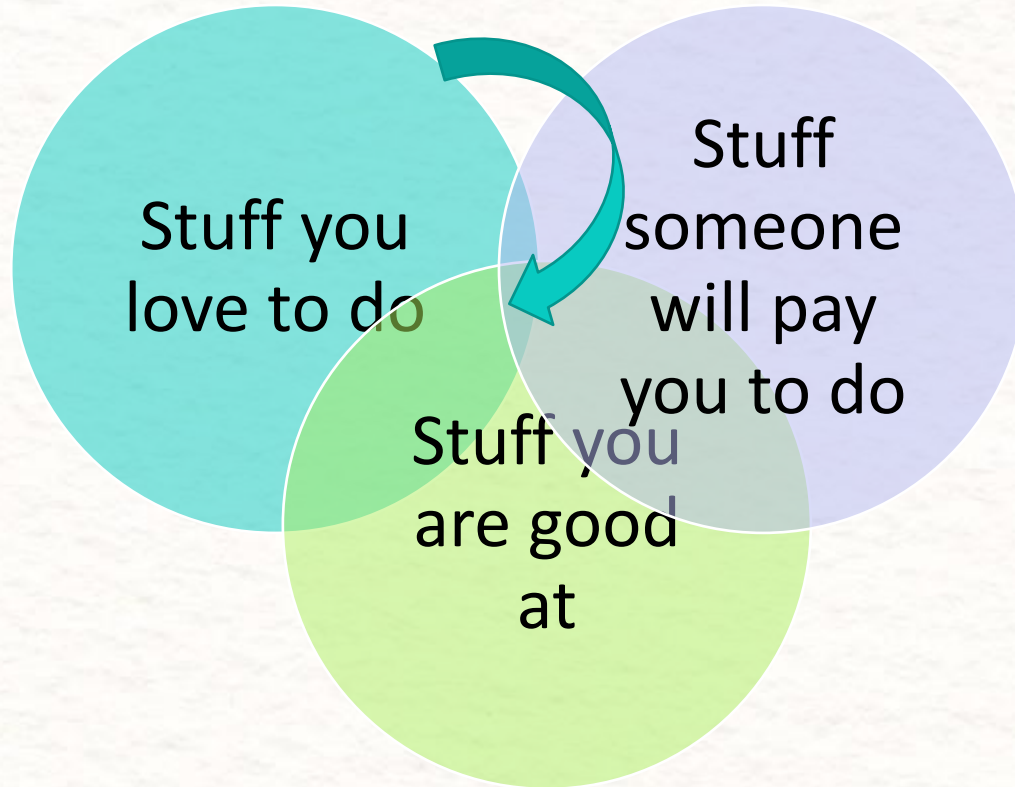 Stuff you
love to do
Stuff
someone
will pay
you to do
Stuff you
are good
at